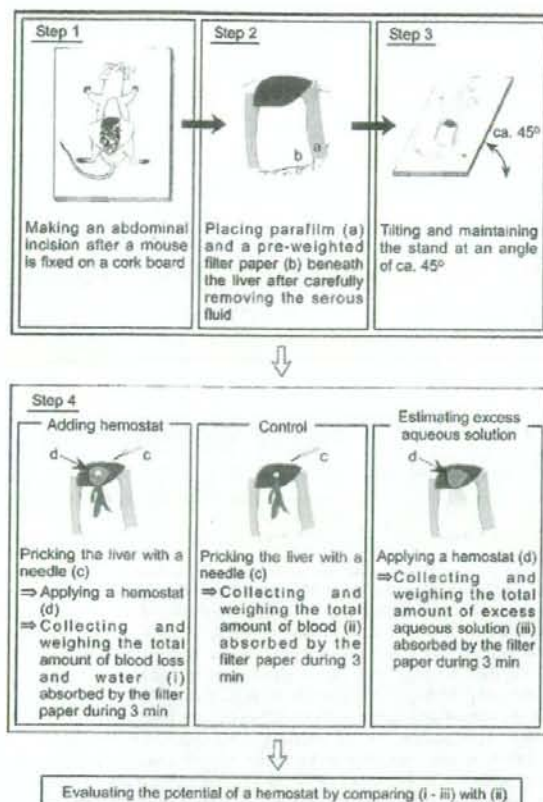 Step 1
Making an abdominal
incision after a mouse
is fixed on a cork board
Step 2
b
a
Placing parafilm (a)
and a pre-weighted
filter paper (b) beneath
the liver after carefully
removing the serous
fluid
Step 3
ca. 45º
Tilting and maintaining
the stand at an angle
of ca. 45º
Step 4
Adding hemostat
d
c
Pricking the liver with a
needle (c)
⇒ Applying a hemostat
(d)
⇒ Collecting and
weighing the total
amount of blood loss
and water (i)
absorbed by the filter
paper during 3 min
Control
c
Pricking the liver with a
needle (c)
⇒ Collecting and
weighing the total
amount of blood (ii)
absorbed by the
filter paper during 3
min
Estimating excess
aqueous solution
d
Applying a hemostat (d)
⇒ Collecting and
weighing the total
amount of excess
aqueous solution (iii)
absorbed by the filter
paper during 3 min
Evaluating the potential of a hemostat by comparing (i - iii) with (ii)